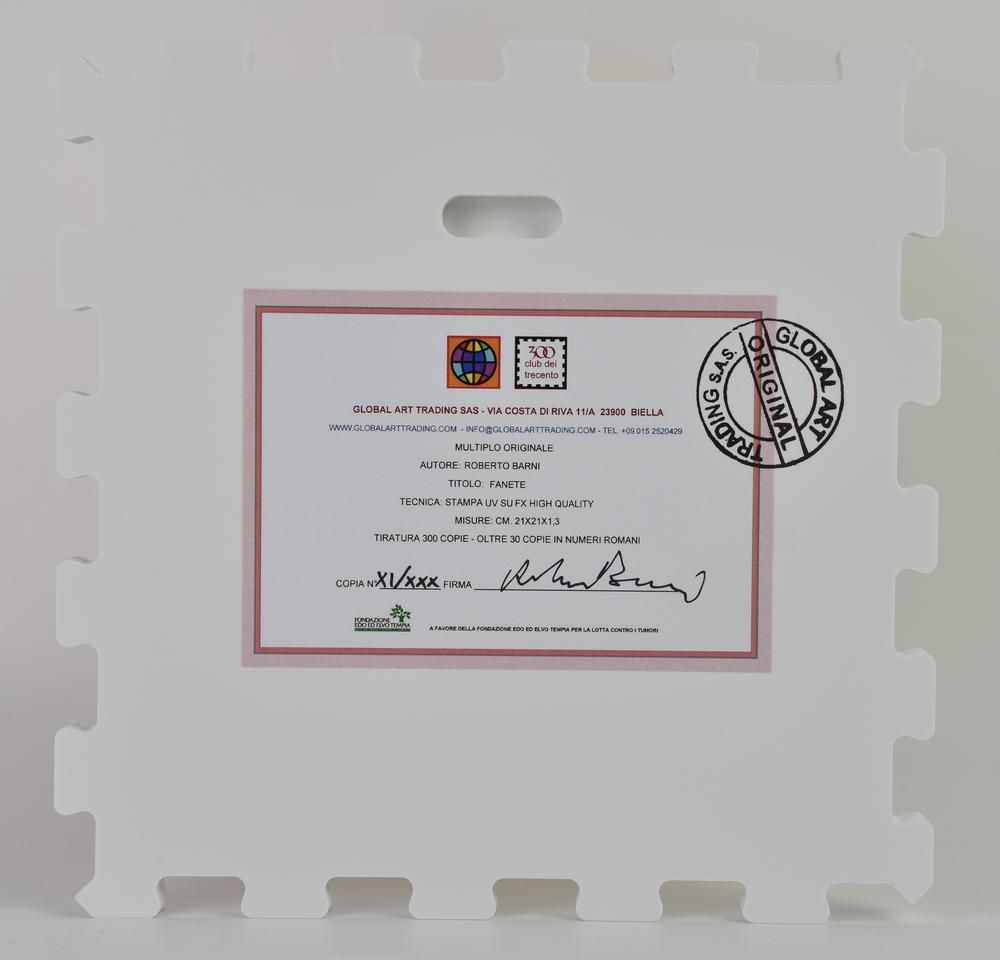 300
club dei
trecento
GLOBAL ART TRADING S.A.S.
ORIGINAL
GLOBAL ART TRADING SAS - VIA COSTA DI RIVA 11/A 23900 BIELLA
WWW.GLOBALARTTRADING.COM - INFO@GLOBALARTTRADING.COM - TEL. +09 015 2520429
MULTIPLO ORIGINALE
AUTORE: ROBERTO BARNI
TITOLO: FANETE
TECNICA: STAMPA UV SU FX HIGH QUALITY
MISURE: CM. 21X21X1,3
TIRATURA 300 COPIE - OLTRE 30 COPIE IN NUMERI ROMANI
COPIA N° XI/XXX FIRMA Roberto Barni
FONDAZIONE
EDO ED ELVO TEMPIA
A FAVORE DELLA FONDAZIONE EDO ED ELVO TEMPIA PER LA LOTTA CONTRO I TUMORI